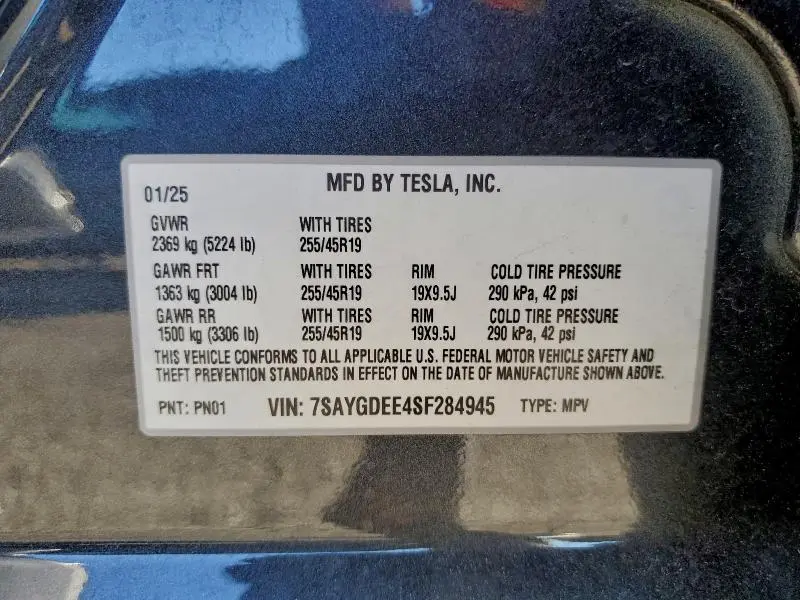 MFD BY TESLA, INC.
01/25
GVWR WITH TIRES
2369 kg (5224 lb) 255/45R19
GAWR FRT WITH TIRES RIM COLD TIRE PRESSURE
1363 kg (3004 lb) 255/45R19 19X9.5J 290 kPa, 42 psi
GAWR RR WITH TIRES RIM COLD TIRE PRESSURE
1500 kg (3306 lb) 255/45R19 19X9.5J 290 kPa, 42 psi
THIS VEHICLE CONFORMS TO ALL APPLICABLE U.S. FEDERAL MOTOR VEHICLE SAFETY AND
THEFT PREVENTION STANDARDS IN EFFECT ON THE DATE OF MANUFACTURE SHOWN ABOVE.
PNT: PN01 VIN: 7SAYGDEE4SF284945 TYPE: MPV